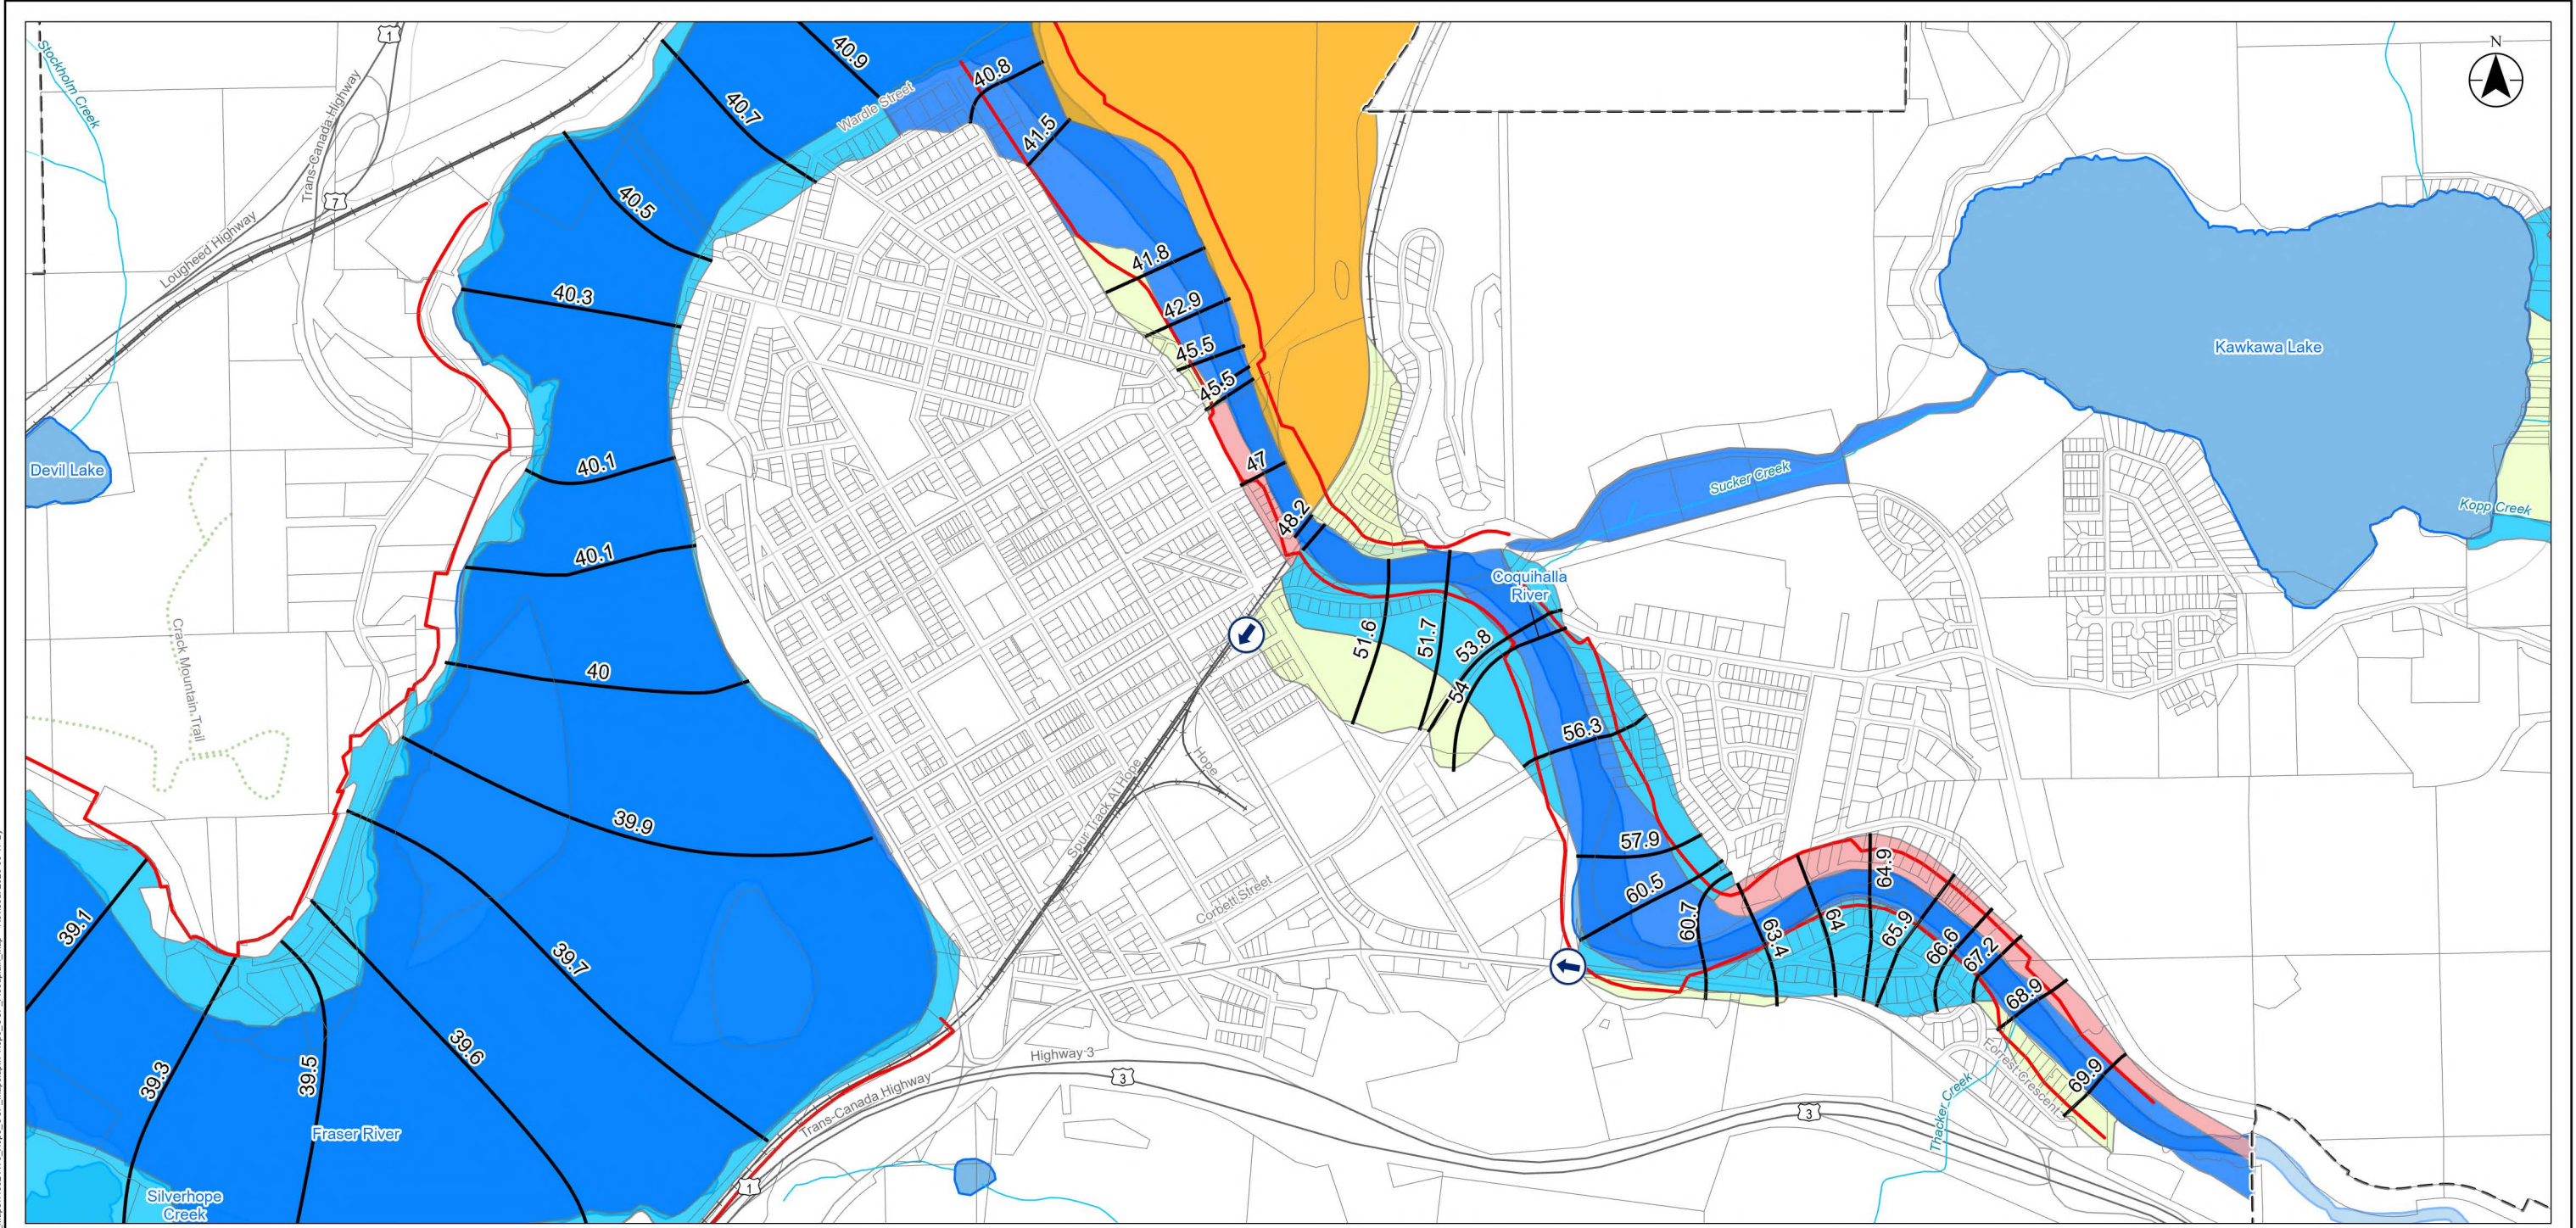 1
N
Stockholm Creek
Trans-Canada Highway
7
Lougheed Highway
40.9
40.8
40.7
Wardle Street
41.5
40.5
41.8
40.3
42.9
45.5
45.5
Kawkawa Lake
Devil Lake
40.1
47
Sucker Creek
48.2
Kopp Creek
40.1
Coquihalla
River
Crack Mountain Trail
40
51.6
51.7
53.8
54
56.3
Hope
Spur Track At Hope
39.9
57.9
60.5
60.7
63.4
64
64.9
65.9
66.6
67.2
68.9
69.9
Corbett Street
39.1
39.7
39.6
39.3
39.5
Highway 3
3
Trans-Canada Highway
3
Forrest Crescent
Thacker Creek
Fraser River
1
Silverhope
Creek